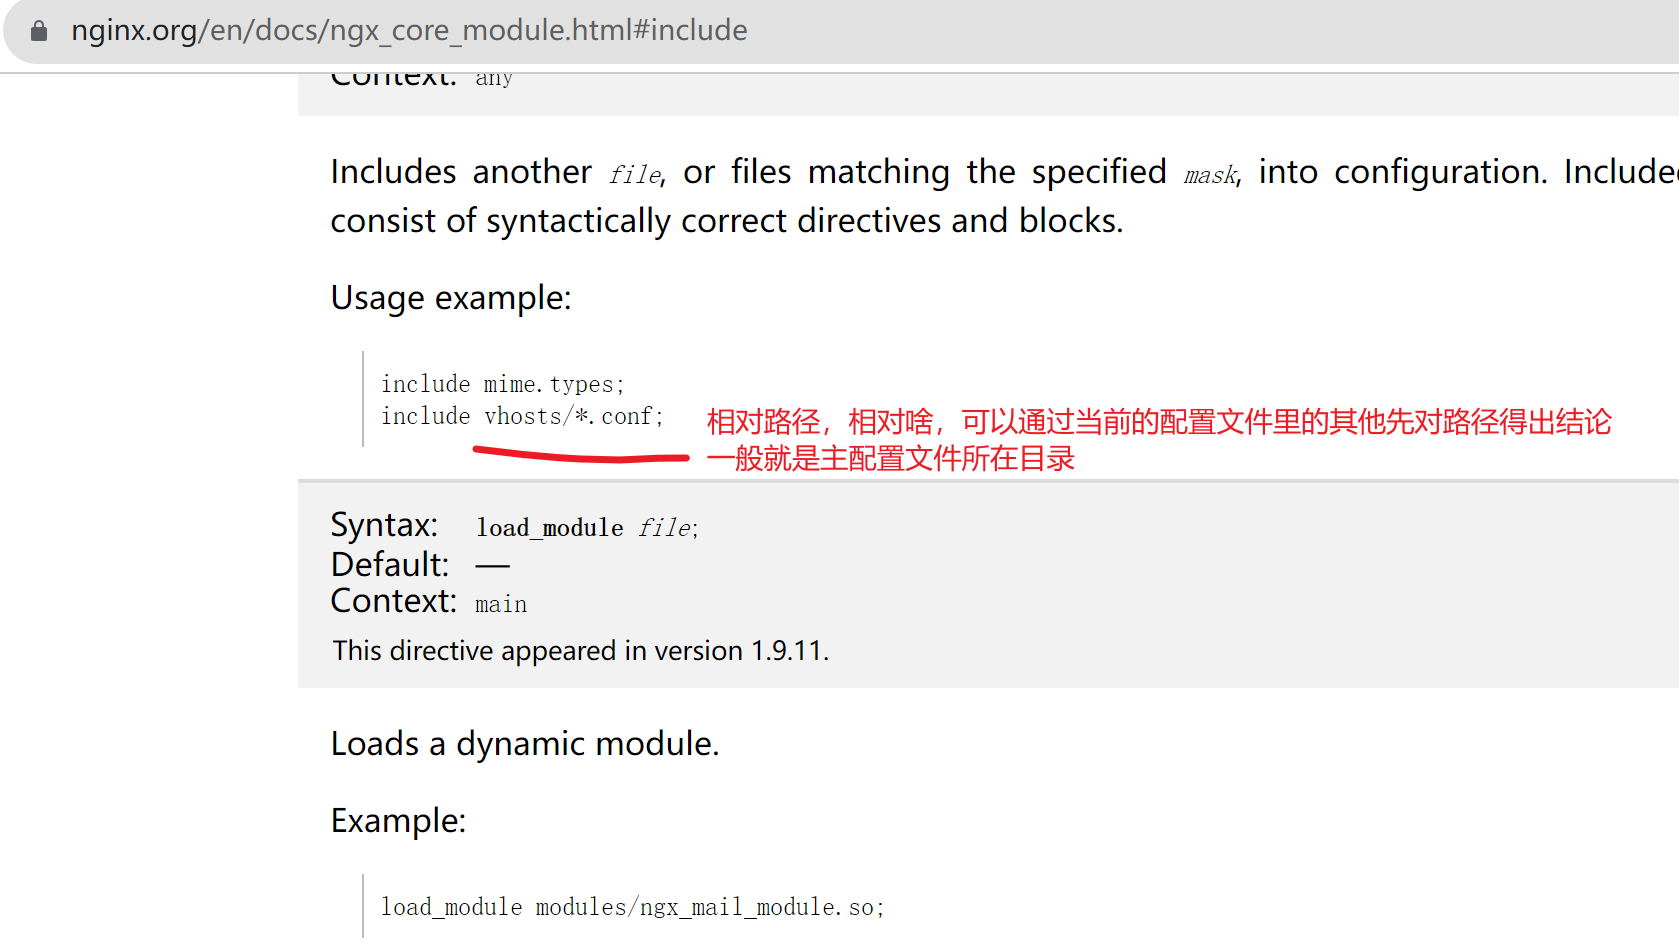 nginx.org/en/docs/ngx_core_module.html#include
Context: any
Includes another file, or files matching the specified mask, into configuration. Include
consist of syntactically correct directives and blocks.
Usage example:
include mime.types;
include vhosts/*.conf;
相对路径，相对啥，可以通过当前的配置文件里的其他先对路径得出结论
一般就是主配置文件所在目录
Syntax: load_module file;
Default: —
Context: main
This directive appeared in version 1.9.11.
Loads a dynamic module.
Example:
load_module modules/ngx_mail_module.so;